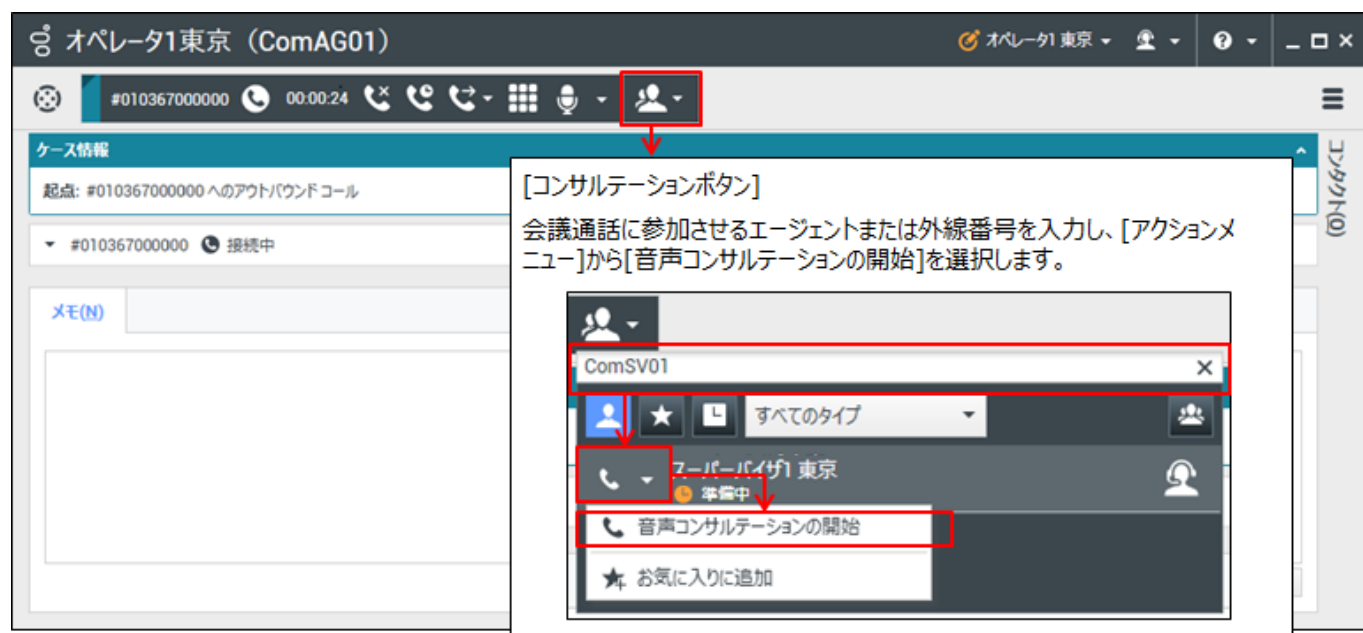 オペレータ1東京（ComAG01）
オペレータ1 東京
#010367000000 00:00:24
ケース情報
起点: #010367000000 へのアウトバウンド コール
#010367000000 接続中
コンタクト(O)
メモ(N)
[コンサルテーションボタン]
会議通話に参加させるエージェントまたは外線番号を入力し、[アクションメ
ニュー]から[音声コンサルテーションの開始]を選択します。
ComSV01
すべてのタイプ
スーパーバイザ1 東京
準備中
音声コンサルテーションの開始
お気に入りに追加